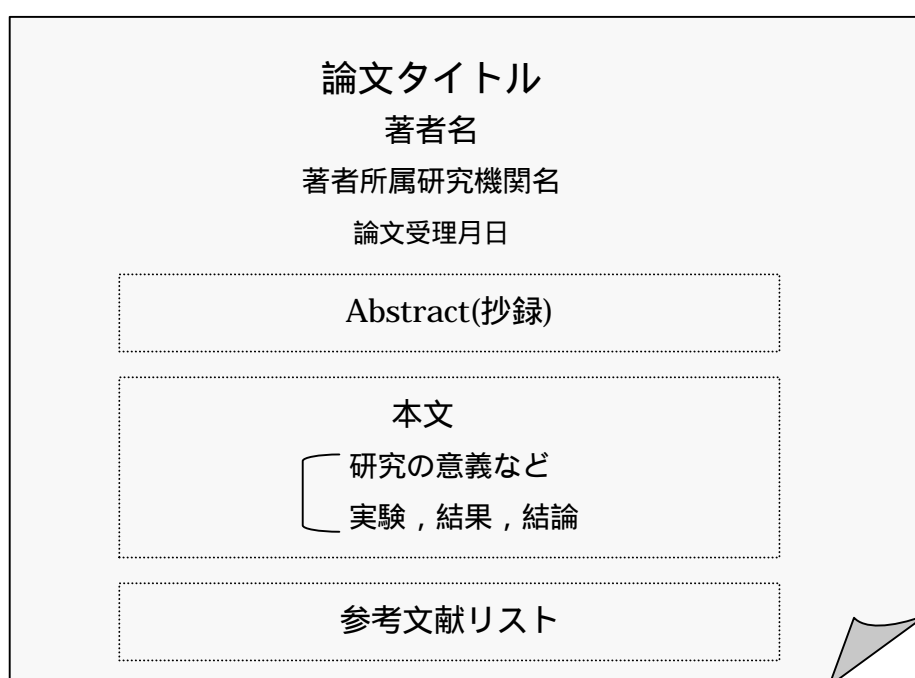 論文タイトル
著者名
著者所属研究機関名
論文受理月日
Abstract(抄録)
本文
研究の意義など
実験，結果，結論
参考文献リスト